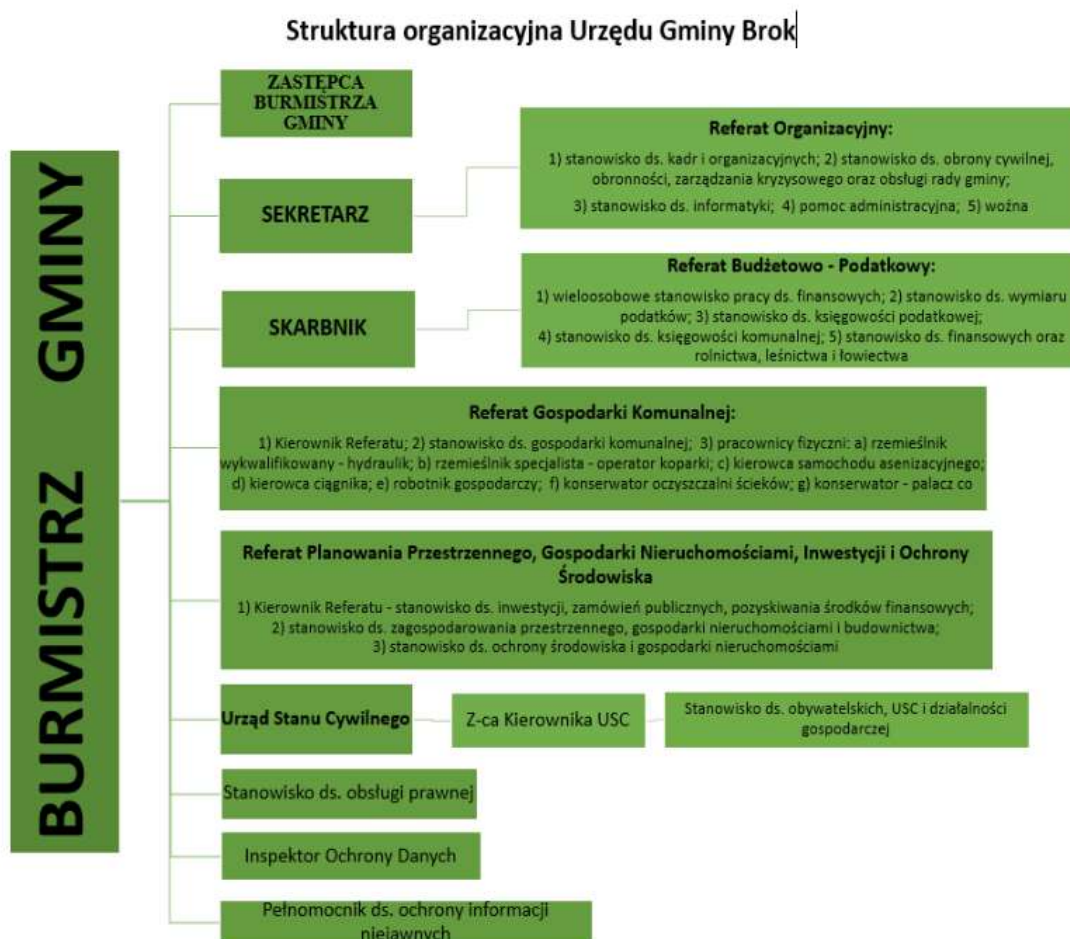 Struktura organizacyjna Urzędu Gminy Brok
BURMISTRZ GMINY
ZASTĘPCA
BURMISTRZA
GMINY
SEKRETARZ
Referat Organizacyjny:
1) stanowisko ds. kadr i organizacyjnych; 2) stanowisko ds. obrony cywilnej,
obronności, zarządzania kryzysowego oraz obsługi rady gminy;
3) stanowisko ds. informatyki; 4) pomoc administracyjna; 5) woźna
SKARBNIK
Referat Budżetowo - Podatkowy:
1) wieloosobowe stanowisko pracy ds. finansowych; 2) stanowisko ds. wymiaru
podatków; 3) stanowisko ds. księgowości podatkowej;
4) stanowisko ds. księgowości komunalnej; 5) stanowisko ds. finansowych oraz
rolnictwa, leśnictwa i łowiectwa
Referat Gospodarki Komunalnej:
1) Kierownik Referatu; 2) stanowisko ds. gospodarki komunalnej; 3) pracownicy fizyczni: a) rzemieślnik
wykwalifikowany - hydraulik; b) rzemieślnik specjalista - operator koparki; c) kierowca samochodu asenizacyjnego;
d) kierowca ciągnika; e) robotnik gospodarczy; f) konserwator oczyszczalni ścieków; g) konserwator - palacz co
Referat Planowania Przestrzennego, Gospodarki Nieruchomościami, Inwestycji i Ochrony
Środowiska
1) Kierownik Referatu - stanowisko ds. inwestycji, zamówień publicznych, pozyskiwania środków finansowych;
2) stanowisko ds. zagospodarowania przestrzennego, gospodarki nieruchomościami i budownictwa;
3) stanowisko ds. ochrony środowiska i gospodarki nieruchomościami
Urząd Stanu Cywilnego
Z-ca Kierownika USC
Stanowisko ds. obywatelskich, USC i działalności
gospodarczej
Stanowisko ds. obsługi prawnej
Inspektor Ochrony Danych
Pełnomocnik ds. ochrony informacji
niejawnych